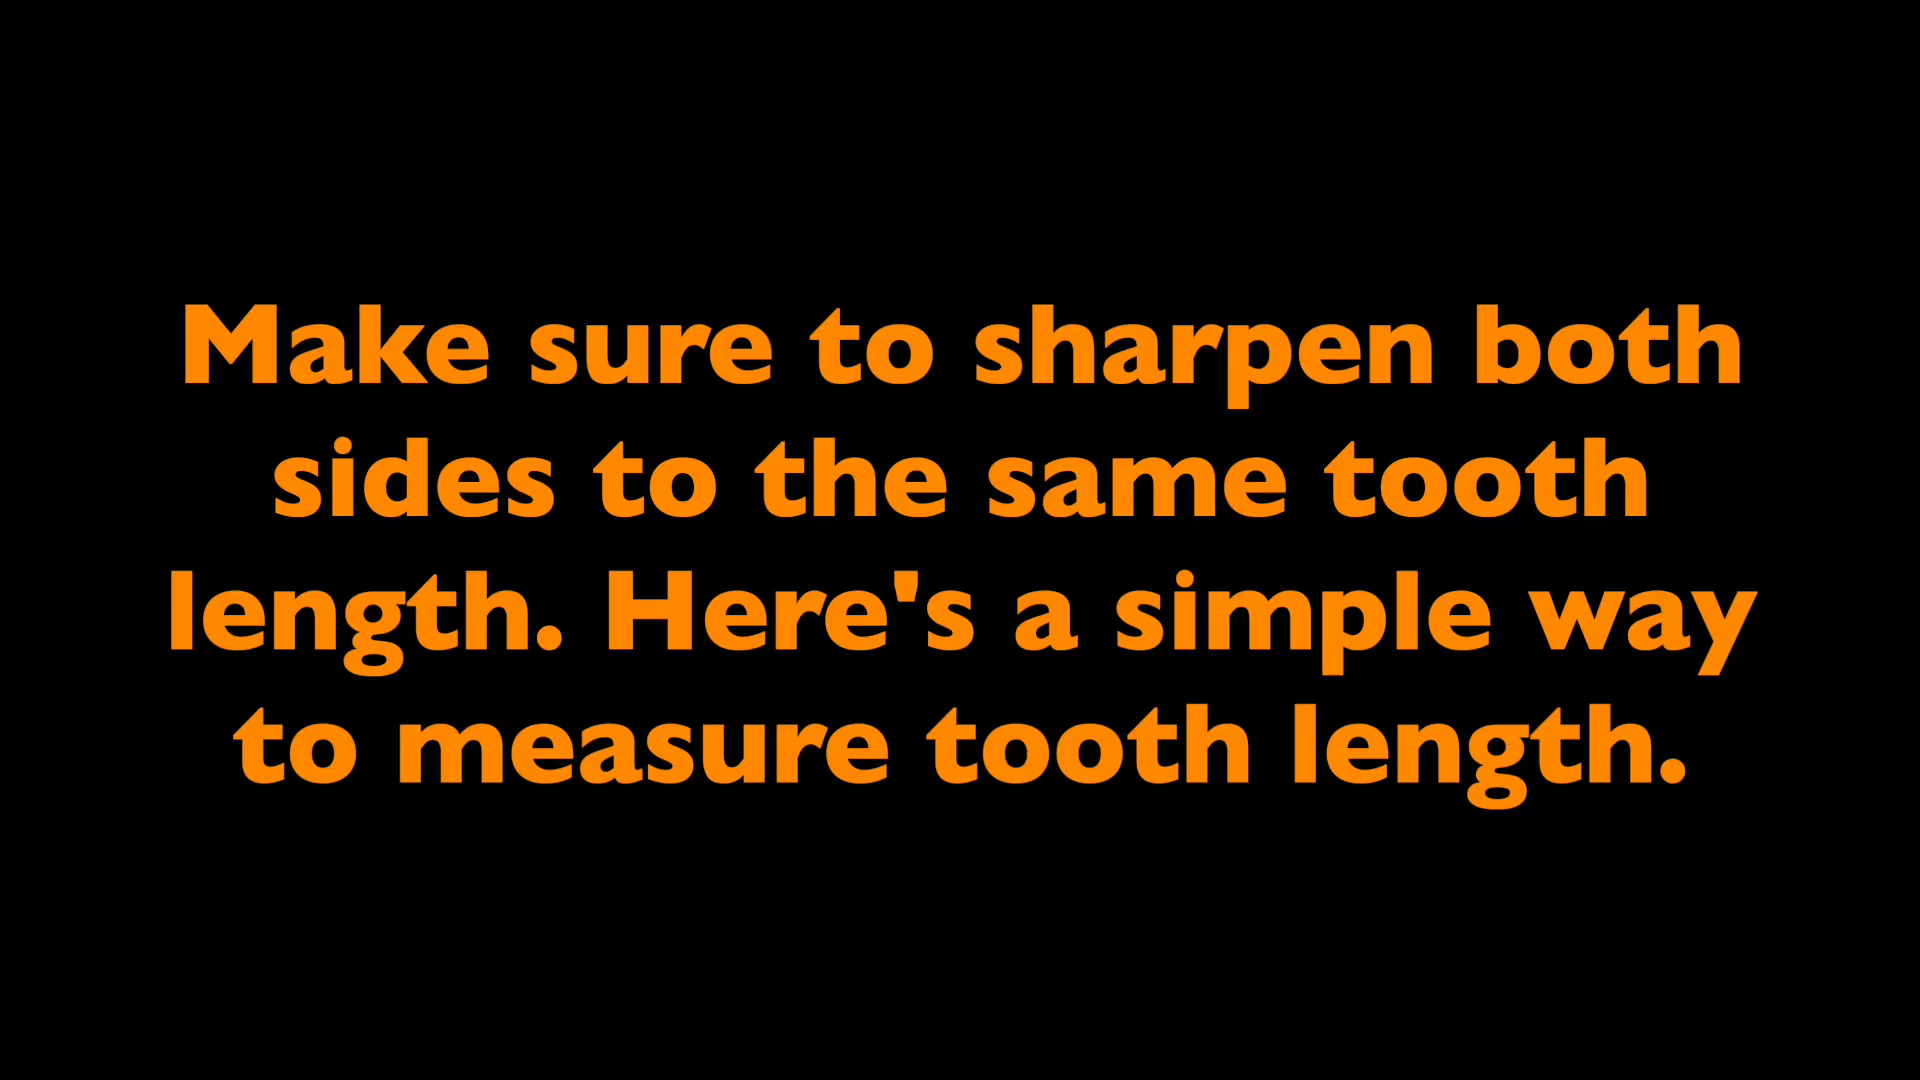 Make sure to sharpen both
sides to the same tooth
length. Here's a simple way
to measure tooth length.